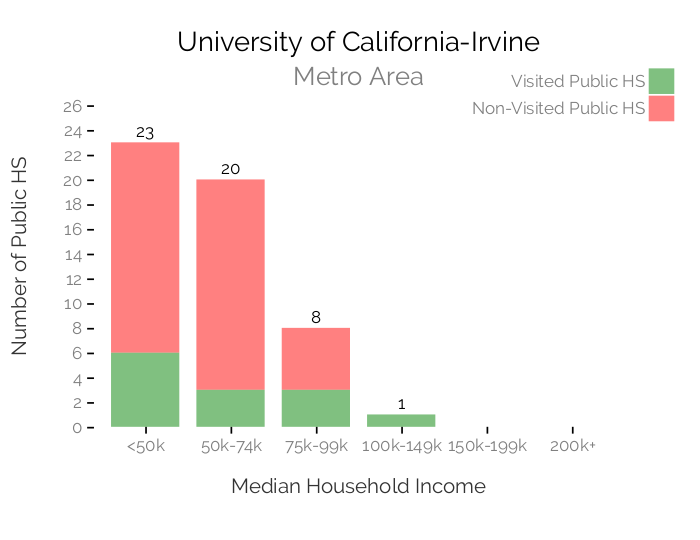 University of California-Irvine
Metro Area
Visited Public HS
Non-Visited Public HS
26
24
22
20
18
16
14
12
10
8
6
4
2
0
Number of Public HS
23
20
8
1
<50k
50k-74k
75k-99k
100k-149k
150k-199k
200k+
Median Household Income